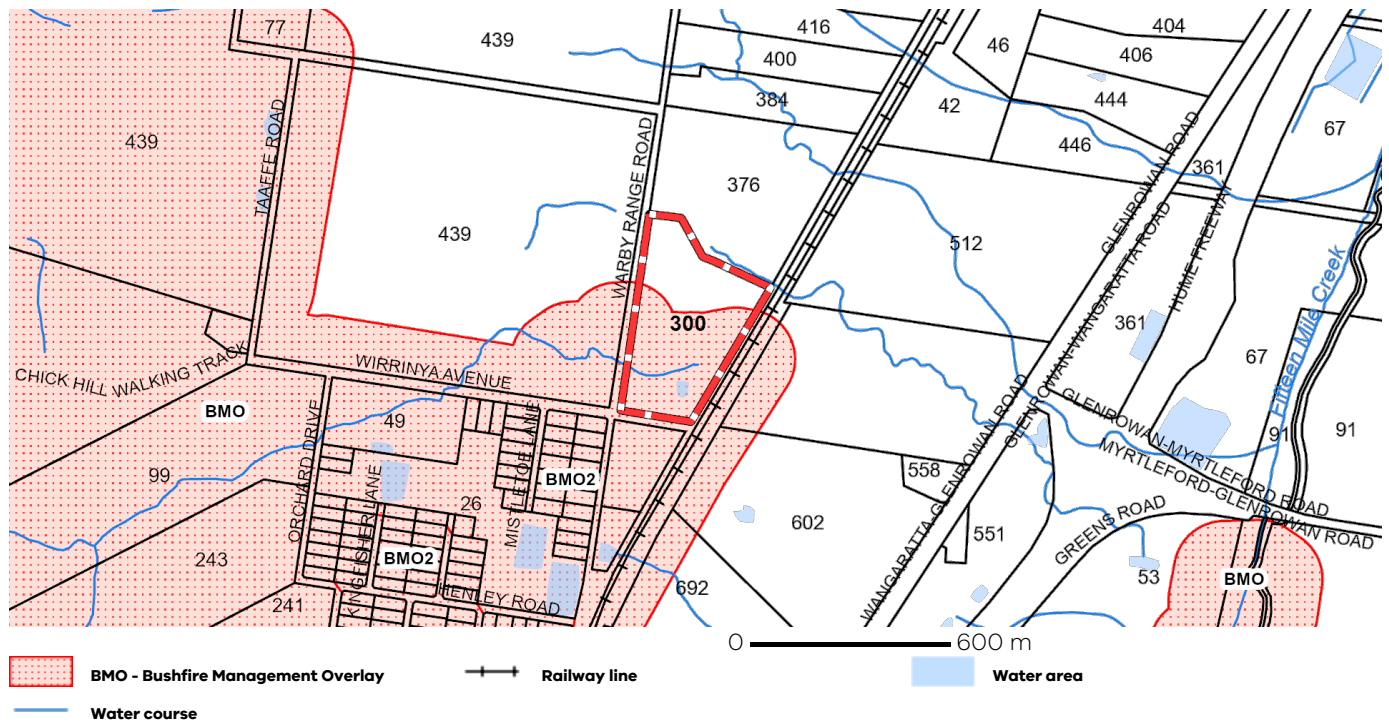 77
439
416
400
384
46
404
406
444
42
446
67
439
TAAFFE ROAD
WARBY RANGE ROAD
376
361
GLENROWAN ROAD
439
512
GLENROWAN-WANGARATTA ROAD
HUME FREEWAY
Fifteen Mile Creek
300
361
67
CHICK HILL WALKING TRACK
WIRRINYA AVENUE
BMO
49
ORCHARD DRIVE
MISTLETOE LANE
BMO2
WANGARATTA-GLENROWAN ROAD
GLENROWAN-MYRTLEFORD ROAD
MYRTLEFORD-GLENROWAN ROAD
91
91
99
558
26
KINGFISHER LANE
602
551
GREENS ROAD
243
BMO2
241
HENLEY ROAD
692
53
BMO
0 600 m
BMO - Bushfire Management Overlay
Railway line
Water area
Water course